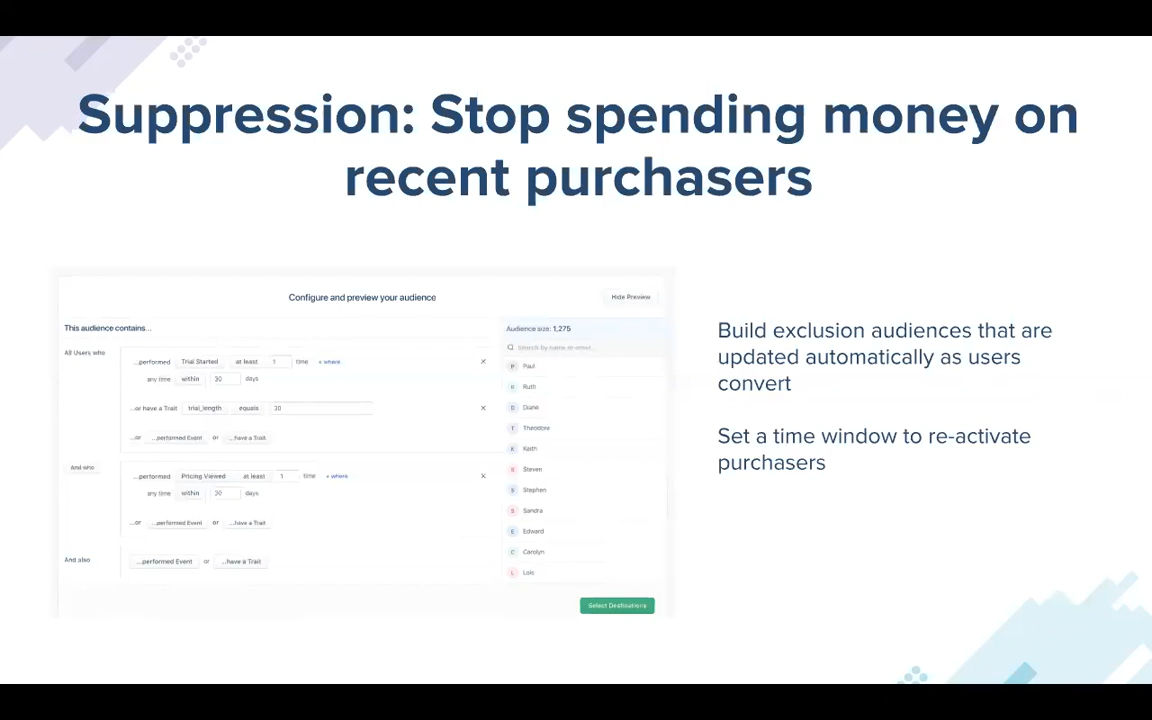 Suppression: Stop spending money on
recent purchasers
Configure and preview your audience
Hide Preview
This audience contains...
All Users who
...performed Trial Started at least 1 time + where
any time within 30 days
...or have a Trait trial_length equals 30
...or ...performed Event or ...have a Trait
And who
...performed Pricing Viewed at least 1 time + where
any time within 30 days
...or ...performed Event or ...have a Trait
And also
...performed Event or ...have a Trait
Audience size: 1,275
Search by name or email...
P Paul
R Ruth
D Diane
T Theodore
K Keith
S Steven
S Stephen
S Sandra
E Edward
C Carolyn
L Lois
Select Destinations
Build exclusion audiences that are
updated automatically as users
convert
Set a time window to re-activate
purchasers